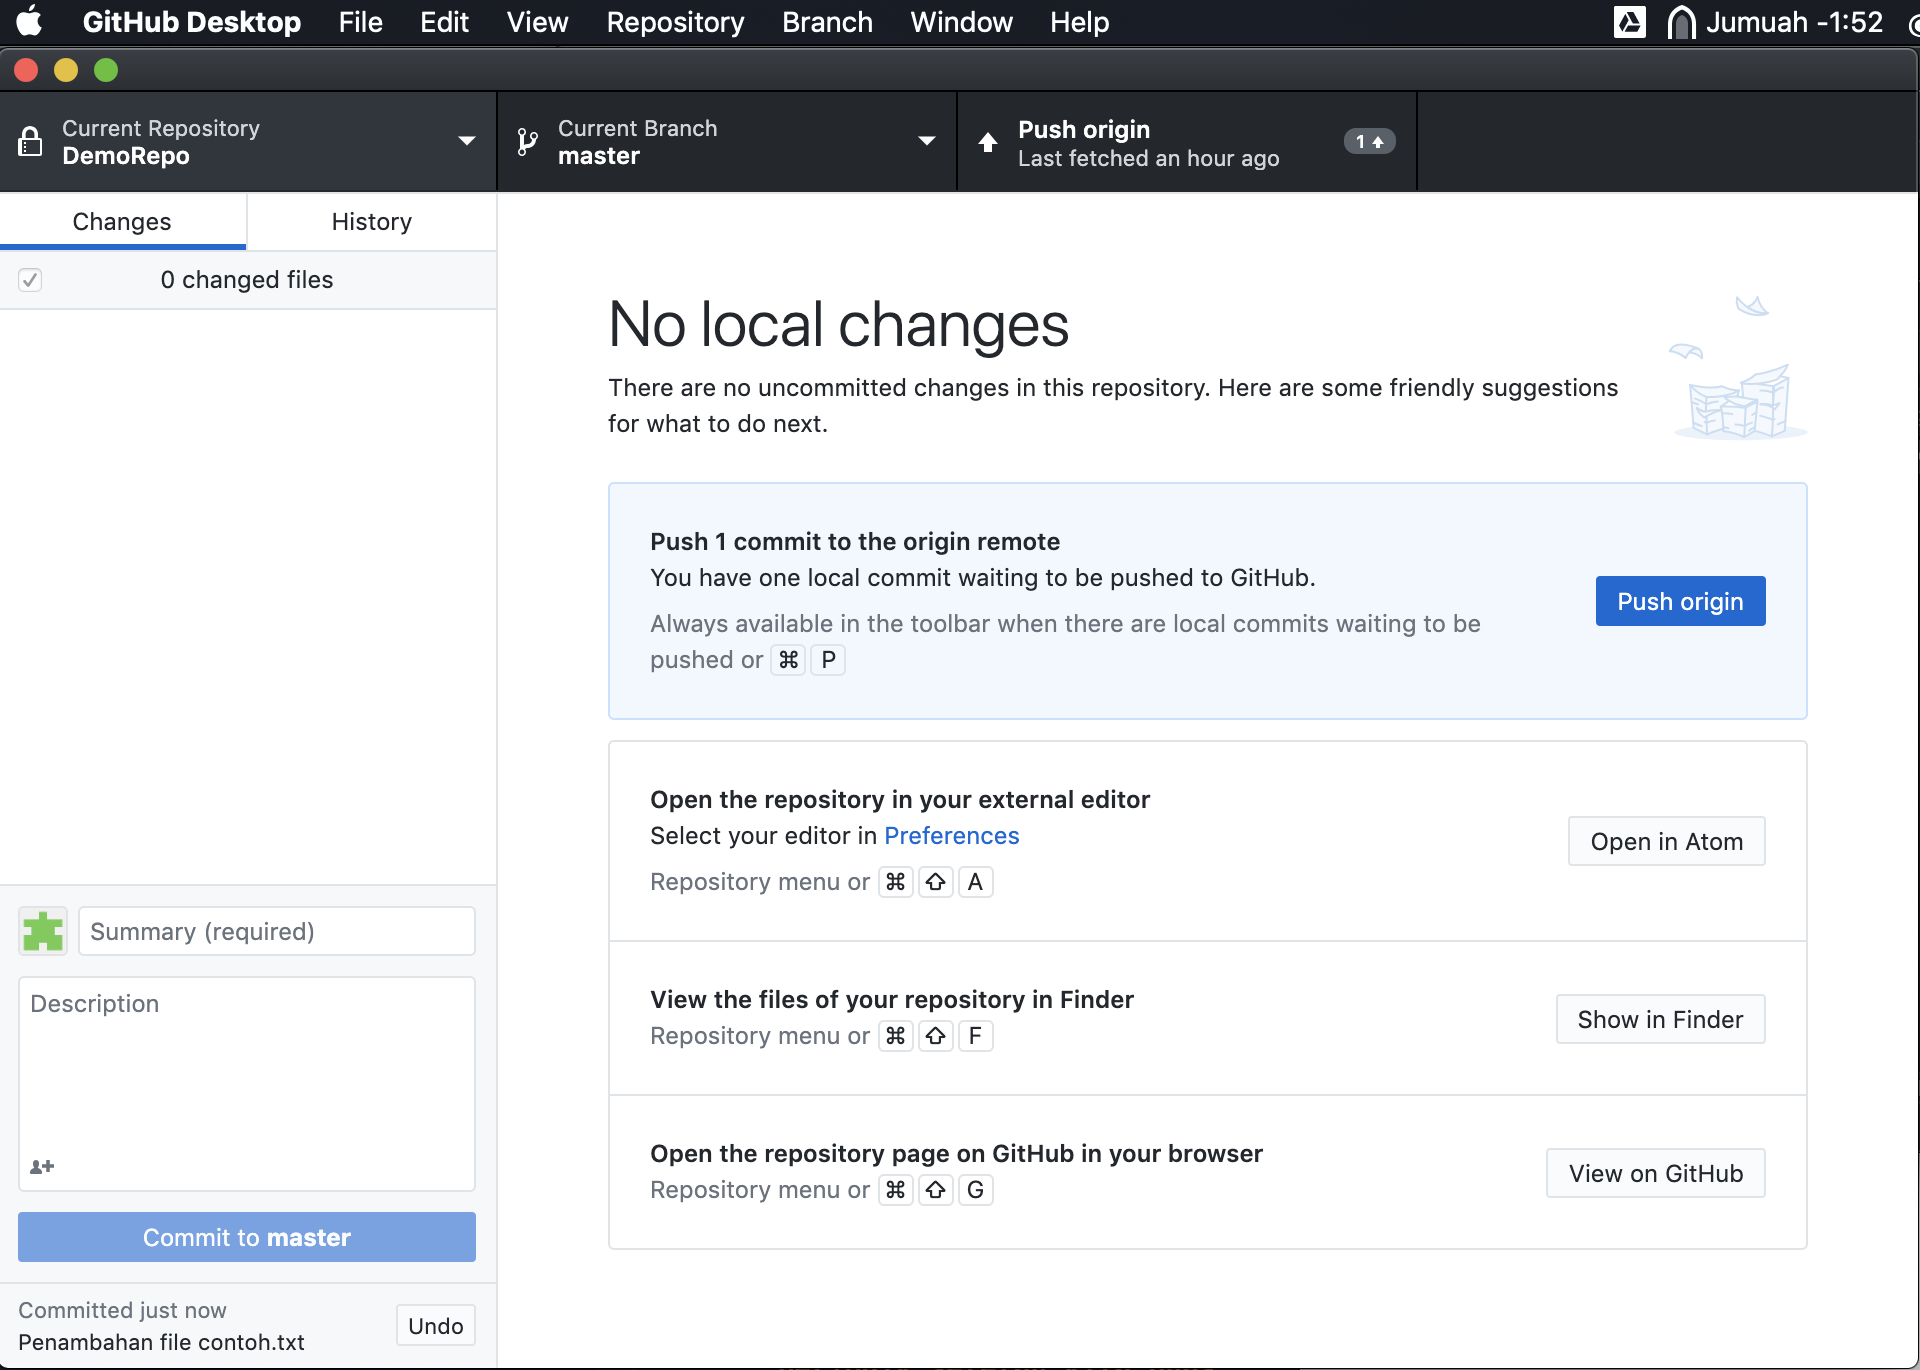 GitHub Desktop File Edit View Repository Branch Window Help Jumuah -1:52
Current Repository
DemoRepo
Current Branch
master
Push origin
Last fetched an hour ago
1
Changes
History
0 changed files
No local changes
There are no uncommitted changes in this repository. Here are some friendly suggestions
for what to do next.
Push 1 commit to the origin remote
You have one local commit waiting to be pushed to GitHub.
Always available in the toolbar when there are local commits waiting to be
pushed or ⌘ P
Push origin
Open the repository in your external editor
Select your editor in Preferences
Repository menu or ⌘ ⇧ A
Open in Atom
View the files of your repository in Finder
Repository menu or ⌘ ⇧ F
Show in Finder
Open the repository page on GitHub in your browser
Repository menu or ⌘ ⇧ G
View on GitHub
Summary (required)
Description
Commit to master
Committed just now
Penambahan file contoh.txt
Undo